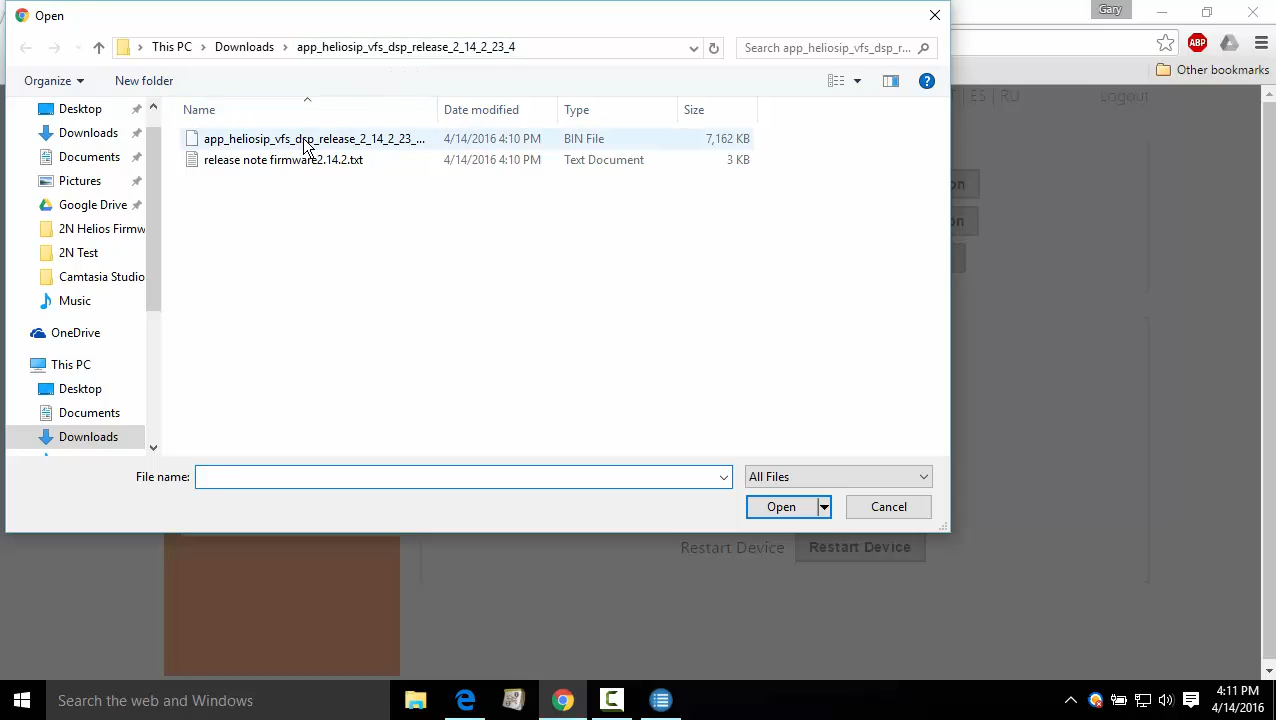 Open
Gary
This PC > Downloads > app_heliosip_vfs_dsp_release_2_14_2_23_4
Search app_heliosip_vfs_dsp_r...
ABP
Organize
New folder
Other bookmarks
Name
Date modified
Type
Size
ES | RU
Logout
app_heliosip_vfs_dsp_release_2_14_2_23_...
4/14/2016 4:10 PM
BIN File
7,162 KB
release note firmware2.14.2.txt
4/14/2016 4:10 PM
Text Document
3 KB
Desktop
Downloads
Documents
Pictures
Google Drive
2N Helios Firmw
2N Test
Camtasia Studio
Music
OneDrive
This PC
Desktop
Documents
Downloads
File name:
All Files
Open
Cancel
Restart Device
Restart Device
Search the web and Windows
4:11 PM
4/14/2016